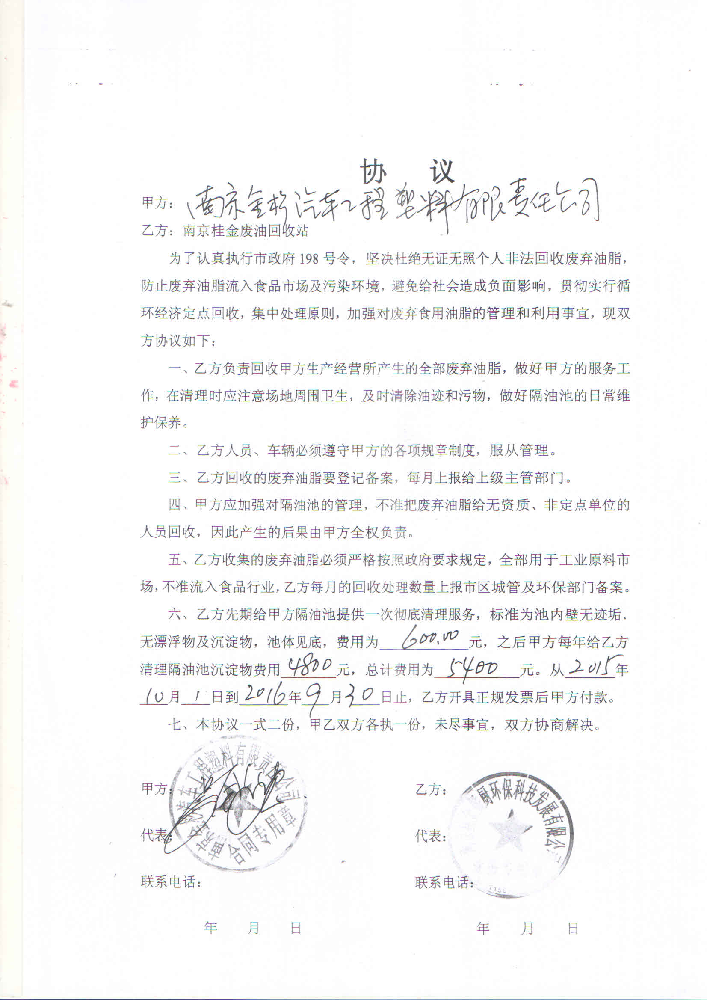 协 议
甲方：南京金杉汽车工程塑料有限责任公司
乙方：南京桂金废油回收站
为了认真执行市政府 198 号令，坚决杜绝无证无照个人非法回收废弃油脂，
防止废弃油脂流入食品市场及污染环境，避免给社会造成负面影响，贯彻实行循
环经济定点回收，集中处理原则，加强对废弃食用油脂的管理和利用事宜，现双
方协议如下：
一、乙方负责回收甲方生产经营所产生的全部废弃油脂，做好甲方的服务工
作，在清理时应注意场地周围卫生，及时清除油迹和污物，做好隔油池的日常维
护保养。
二、乙方人员、车辆必须遵守甲方的各项规章制度，服从管理。
三、乙方回收的废弃油脂要登记备案，每月上报给上级主管部门。
四、甲方应加强对隔油池的管理，不准把废弃油脂给无资质、非定点单位的
人员回收，因此产生的后果由甲方全权负责。
五、乙方收集的废弃油脂必须严格按照政府要求规定，全部用于工业原料市
场，不准流入食品行业，乙方每月的回收处理数量上报市区城管及环保部门备案。
六、乙方先期给甲方隔油池提供一次彻底清理服务，标准为池内壁无迹垢．
无漂浮物及沉淀物，池体见底，费用为 600.00 元，之后甲方每年给乙方
清理隔油池沉淀物费用 4800 元，总计费用为 5400 元。从 2015 年
10 月 1 日到 2016 年 9 月 30 日止，乙方开具正规发票后甲方付款。
七、本协议一式二份，甲乙双方各执一份，未尽事宜，双方协商解决。
汽车工程塑料有限责任公司
合同专用章
厨环保科技发展有限公
甲方： 乙方：
代表： 代表：
联系电话： 联系电话：
年 月 日 年 月 日